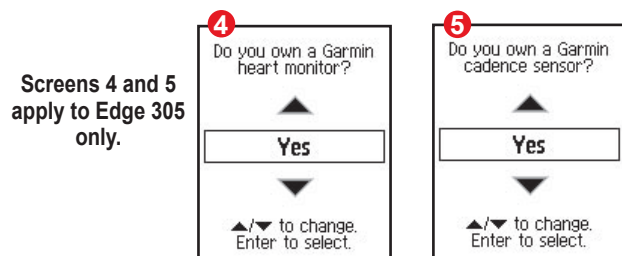 Screens 4 and 5
apply to Edge 305
only.
4
Do you own a Garmin
heart monitor?
▲
Yes
▼
▲/▼ to change.
Enter to select.
5
Do you own a Garmin
cadence sensor?
▲
Yes
▼
▲/▼ to change.
Enter to select.